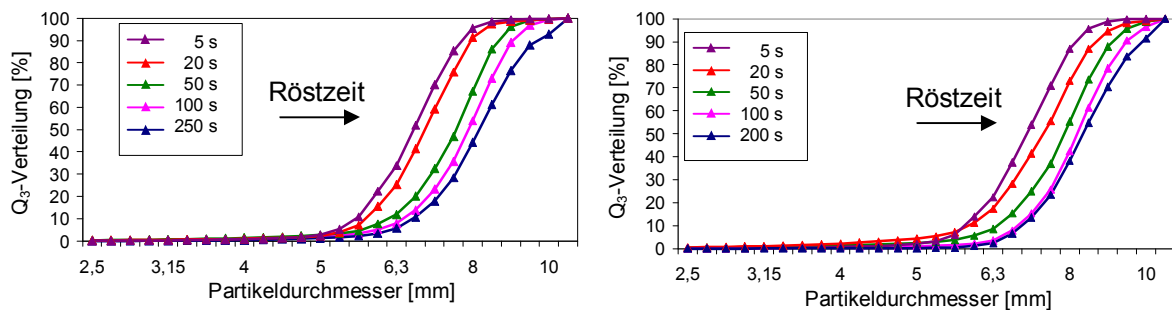 100
90
80
70
60
50
40
30
20
10
0
Q₃-Verteilung [%]
5 s
20 s
50 s
100 s
250 s
Röstzeit
2,5 3,15 4 5 6,3 8 10
Partikeldurchmesser [mm]
100
90
80
70
60
50
40
30
20
10
0
Q₃-Verteilung [%]
5 s
20 s
50 s
100 s
200 s
Röstzeit
2,5 3,15 4 5 6,3 8 10
Partikeldurchmesser [mm]